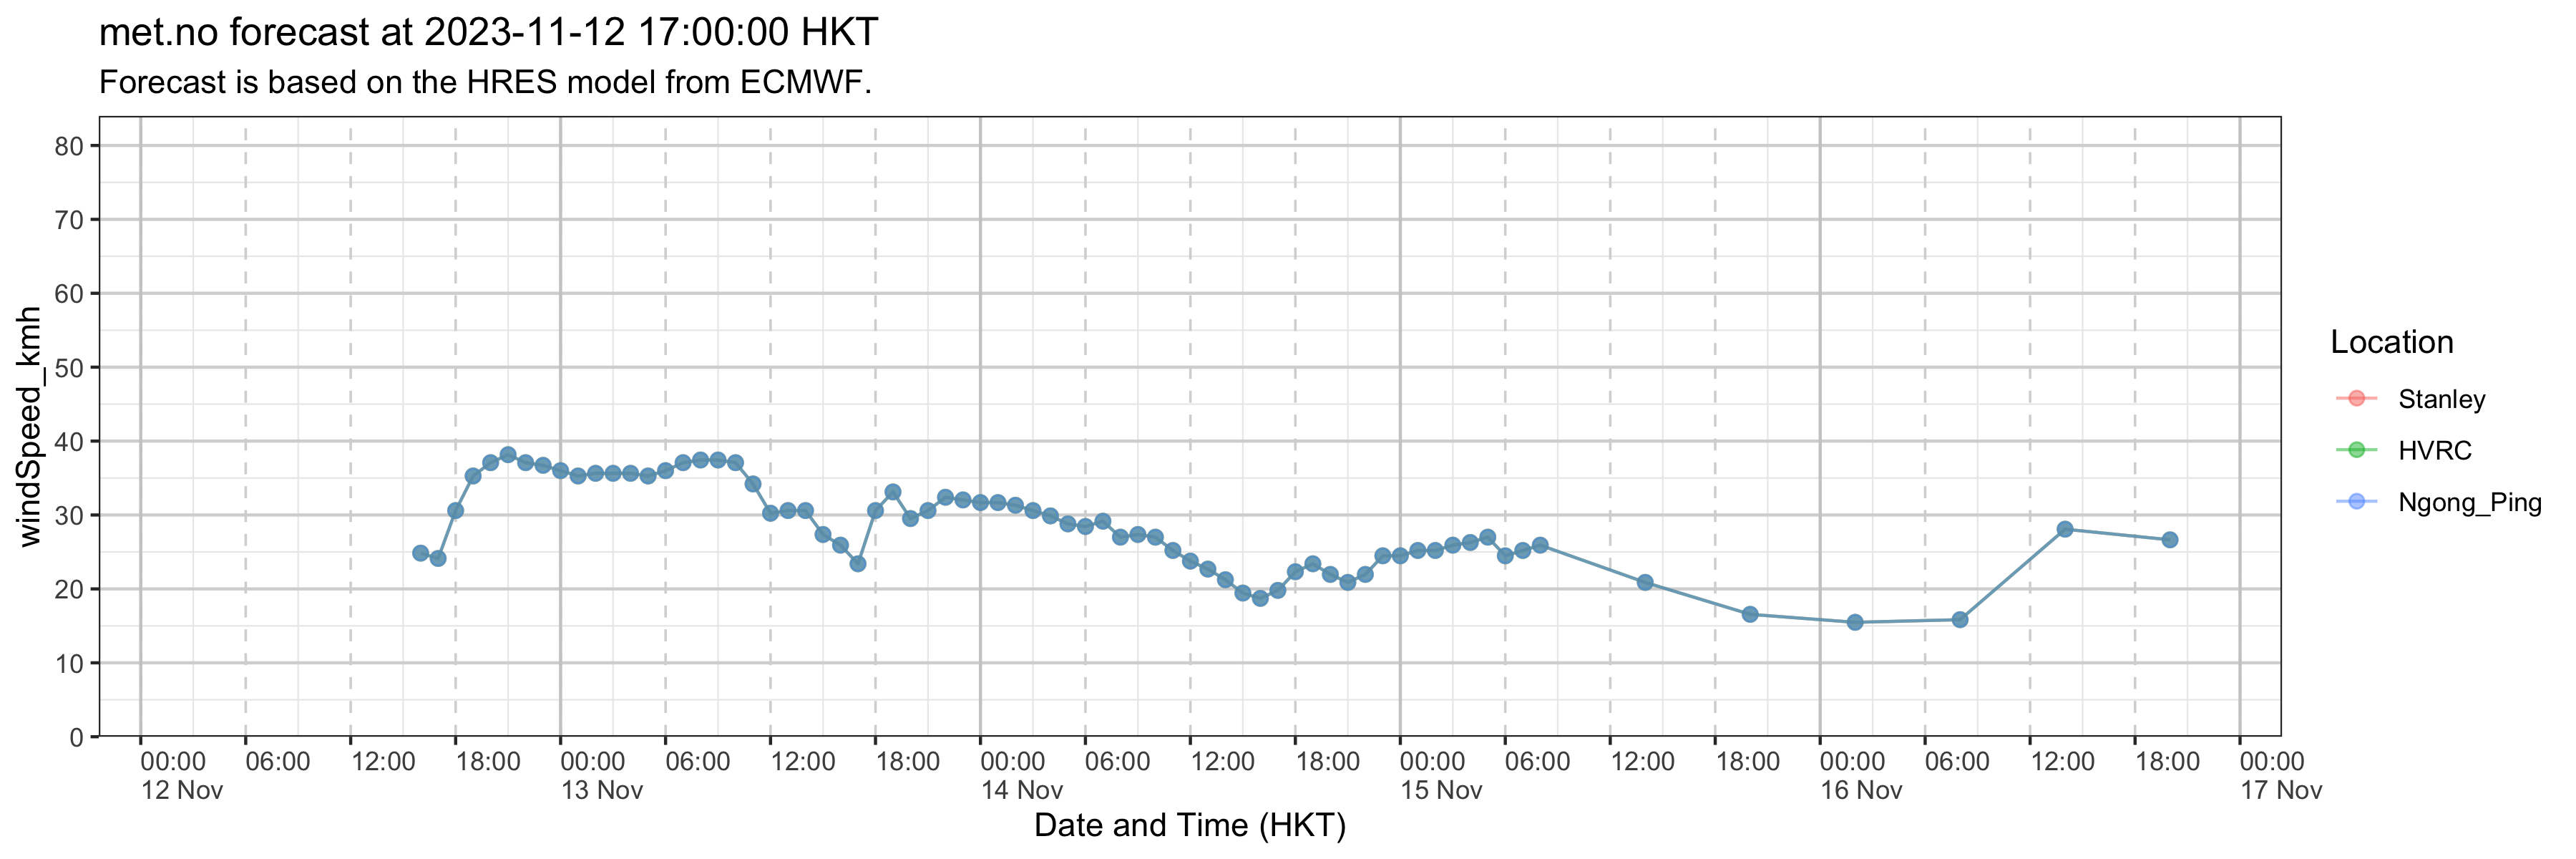 met.no forecast at 2023-11-12 17:00:00 HKT
Forecast is based on the HRES model from ECMWF.
windSpeed_kmh
80
70
60
50
40
30
20
10
0
00:00 06:00 12:00 18:00 00:00 06:00 12:00 18:00 00:00 06:00 12:00 18:00 00:00 06:00 12:00 18:00 00:00 06:00 12:00 18:00 00:00
12 Nov 13 Nov 14 Nov 15 Nov 16 Nov 17 Nov
Date and Time (HKT)
Location
Stanley
HVRC
Ngong_Ping